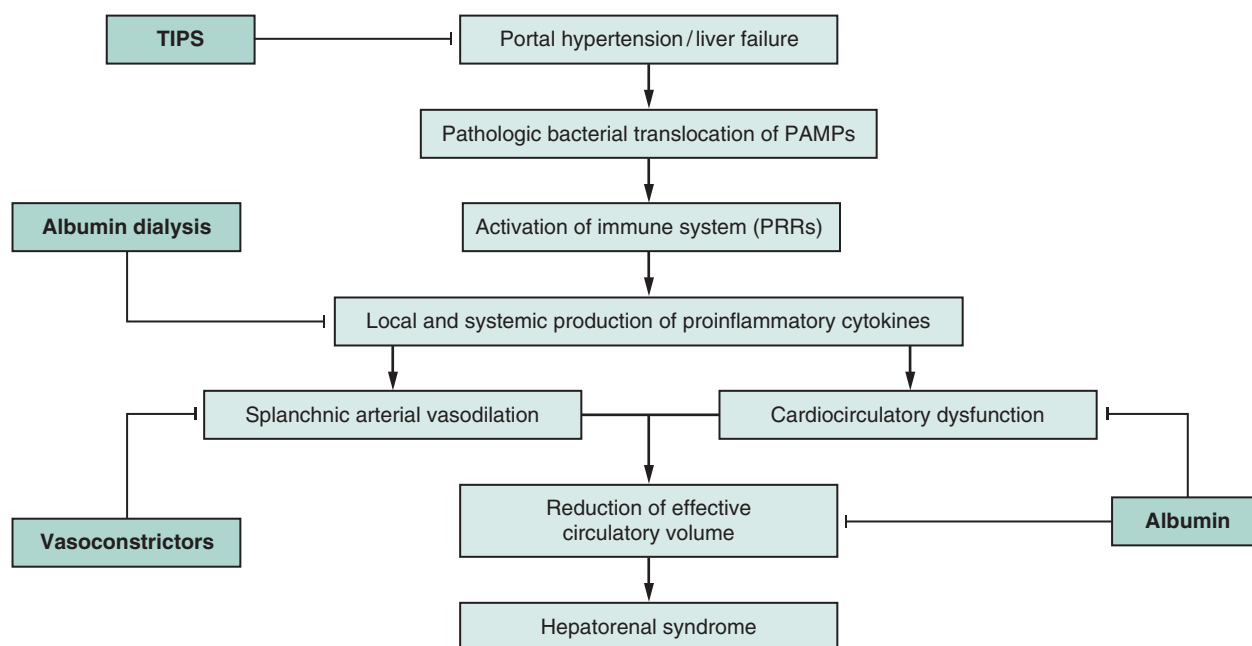 TIPS
Portal hypertension/liver failure
Pathologic bacterial translocation of PAMPs
Albumin dialysis
Activation of immune system (PRRs)
Local and systemic production of proinflammatory cytokines
Splanchnic arterial vasodilation
Cardiocirculatory dysfunction
Vasoconstrictors
Reduction of effective
circulatory volume
Albumin
Hepatorenal syndrome